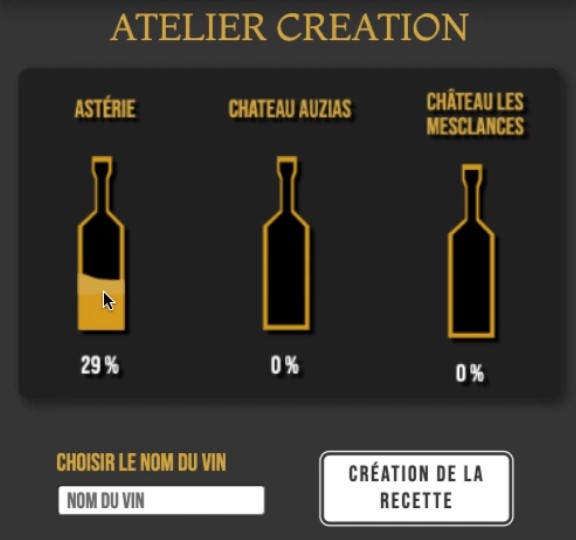 ATELIER CREATION
ASTÉRIE
CHATEAU AUZIAS
CHÂTEAU LES
MESCLANCES
29 %
0 %
0 %
CHOISIR LE NOM DU VIN
NOM DU VIN
CRÉATION DE LA
RECETTE